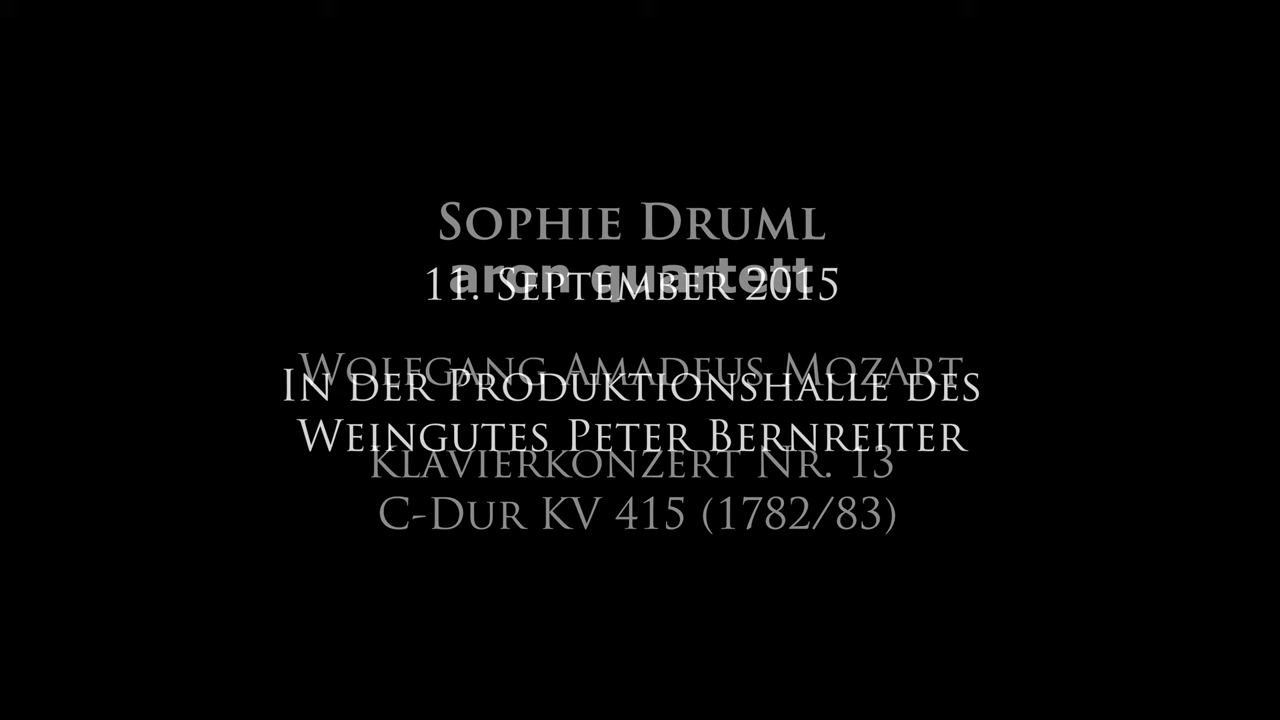 Sophie Druml
aron quartett
11. September 2015
Wolfgang Amadeus Mozart
In der Produktionshalle des
Weingutes Peter Bernreiter
Klavierkonzert Nr. 13
C-Dur KV 415 (1782/83)